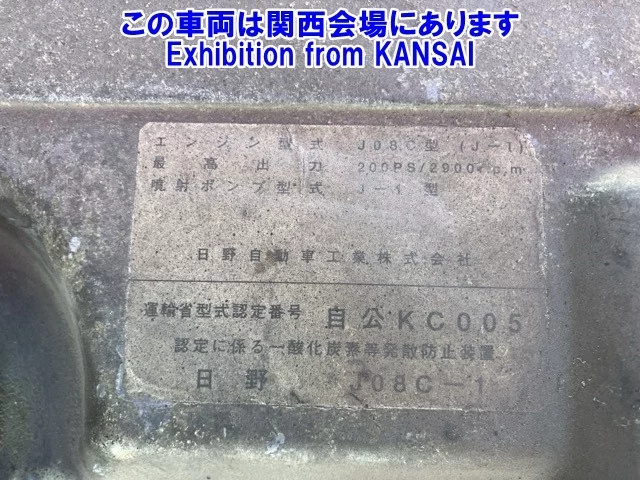 この車両は関西会場にあります
Exhibition from KANSAI
エンジン型式 J08C型 (J-1)
最高出力 200PS/2900r.p.m
噴射ポンプ型式 J-1型
日野自動車工業株式会社
運輸省型式認定番号 自公KC005
認定に係る一酸化炭素等発散防止装置
日野 J08C-1